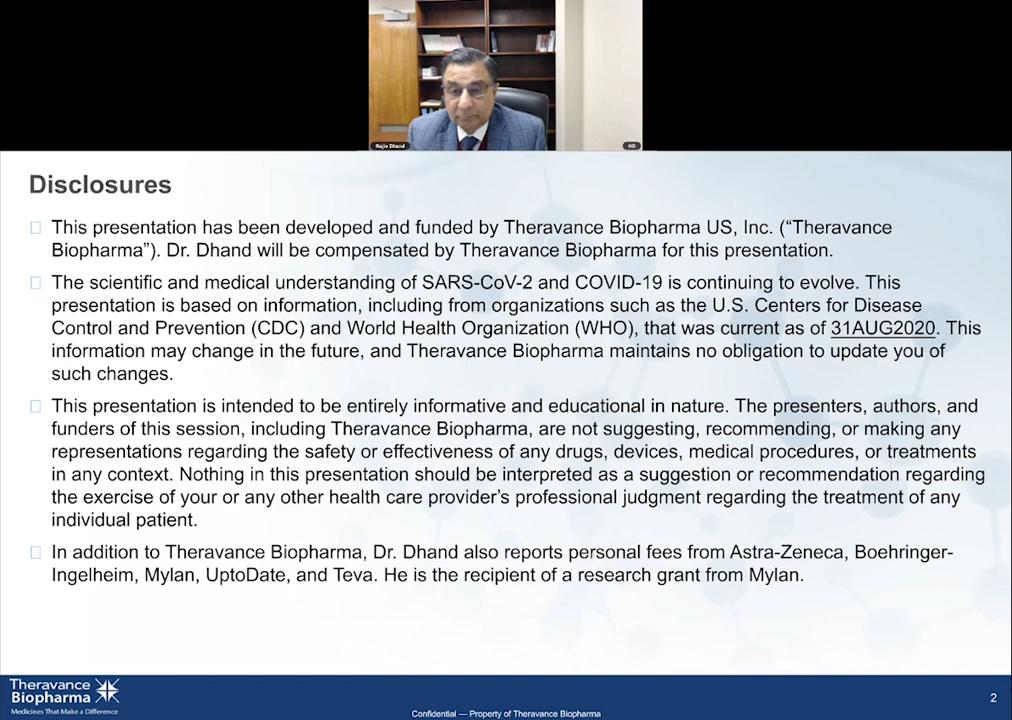 Rajiv Dhand
HD
Disclosures
This presentation has been developed and funded by Theravance Biopharma US, Inc. (“Theravance
Biopharma”). Dr. Dhand will be compensated by Theravance Biopharma for this presentation.
The scientific and medical understanding of SARS-CoV-2 and COVID-19 is continuing to evolve. This
presentation is based on information, including from organizations such as the U.S. Centers for Disease
Control and Prevention (CDC) and World Health Organization (WHO), that was current as of 31AUG2020. This
information may change in the future, and Theravance Biopharma maintains no obligation to update you of
such changes.
This presentation is intended to be entirely informative and educational in nature. The presenters, authors, and
funders of this session, including Theravance Biopharma, are not suggesting, recommending, or making any
representations regarding the safety or effectiveness of any drugs, devices, medical procedures, or treatments
in any context. Nothing in this presentation should be interpreted as a suggestion or recommendation regarding
the exercise of your or any other health care provider’s professional judgment regarding the treatment of any
individual patient.
In addition to Theravance Biopharma, Dr. Dhand also reports personal fees from Astra-Zeneca, Boehringer-
Ingelheim, Mylan, UptoDate, and Teva. He is the recipient of a research grant from Mylan.
Theravance
Biopharma
Medicines That Make a Difference
Confidential — Property of Theravance Biopharma
2